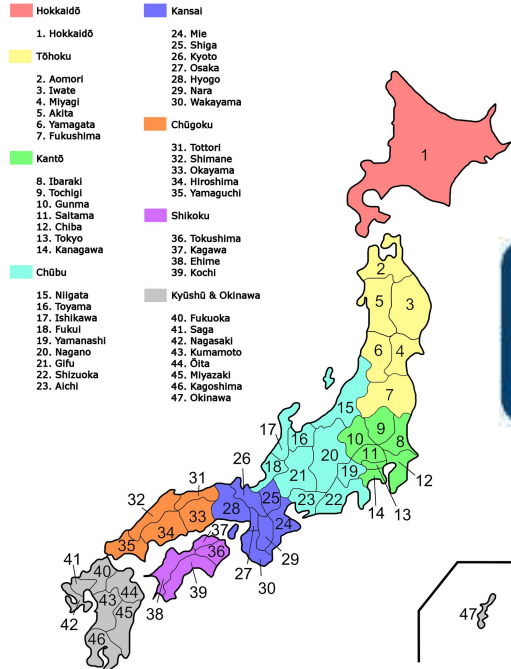 Hokkaidō
1. Hokkaidō
Tōhoku
2. Aomori
3. Iwate
4. Miyagi
5. Akita
6. Yamagata
7. Fukushima
Kantō
8. Ibaraki
9. Tochigi
10. Gunma
11. Saitama
12. Chiba
13. Tokyo
14. Kanagawa
Chūbu
15. Niigata
16. Toyama
17. Ishikawa
18. Fukui
19. Yamanashi
20. Nagano
21. Gifu
22. Shizuoka
23. Aichi
Kansai
24. Mie
25. Shiga
26. Kyoto
27. Osaka
28. Hyogo
29. Nara
30. Wakayama
Chūgoku
31. Tottori
32. Shimane
33. Okayama
34. Hiroshima
35. Yamaguchi
Shikoku
36. Tokushima
37. Kagawa
38. Ehime
39. Kochi
Kyūshū & Okinawa
40. Fukuoka
41. Saga
42. Nagasaki
43. Kumamoto
44. Ōita
45. Miyazaki
46. Kagoshima
47. Okinawa
1
2
5
3
6
4
7
15
17
16
10
9
8
20
11
18
21
19
12
26
13
14
31
25
23
22
32
28
24
33
34
37
35
36
27
29
30
41
40
39
38
43
44
42
45
46
47